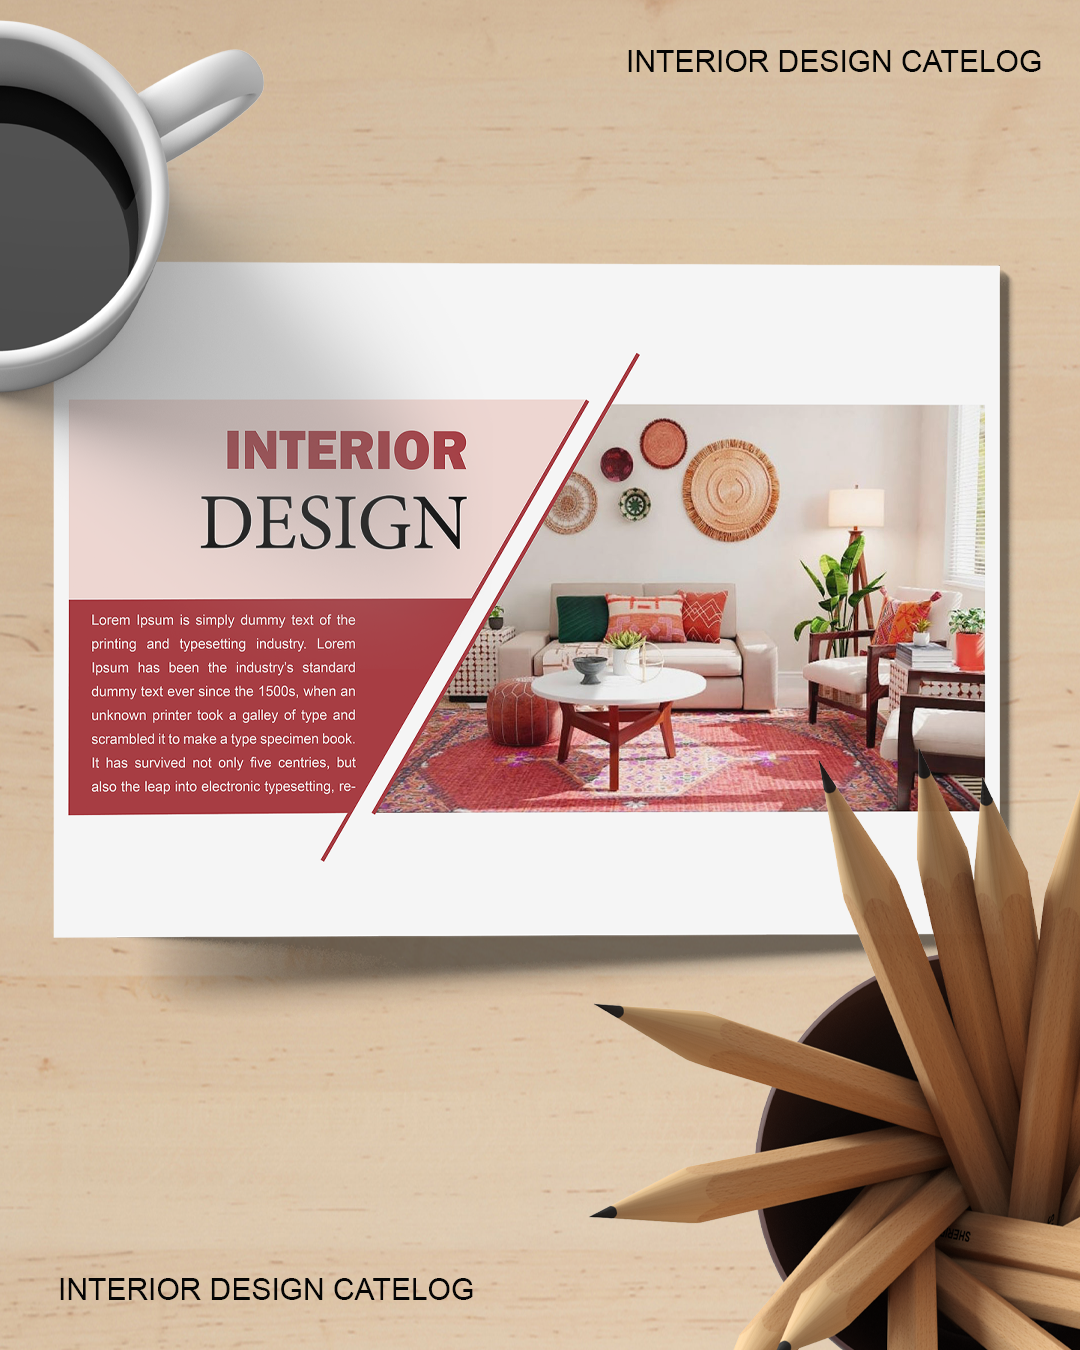 INTERIOR DESIGN CATELOG
INTERIOR
DESIGN
Lorem Ipsum is simply dummy text of the
printing and typesetting industry. Lorem
Ipsum has been the industry's standard
dummy text ever since the 1500s, when an
unknown printer took a galley of type and
scrambled it to make a type specimen book.
It has survived not only five centries, but
also the leap into electronic typesetting, re-
INTERIOR DESIGN CATELOG